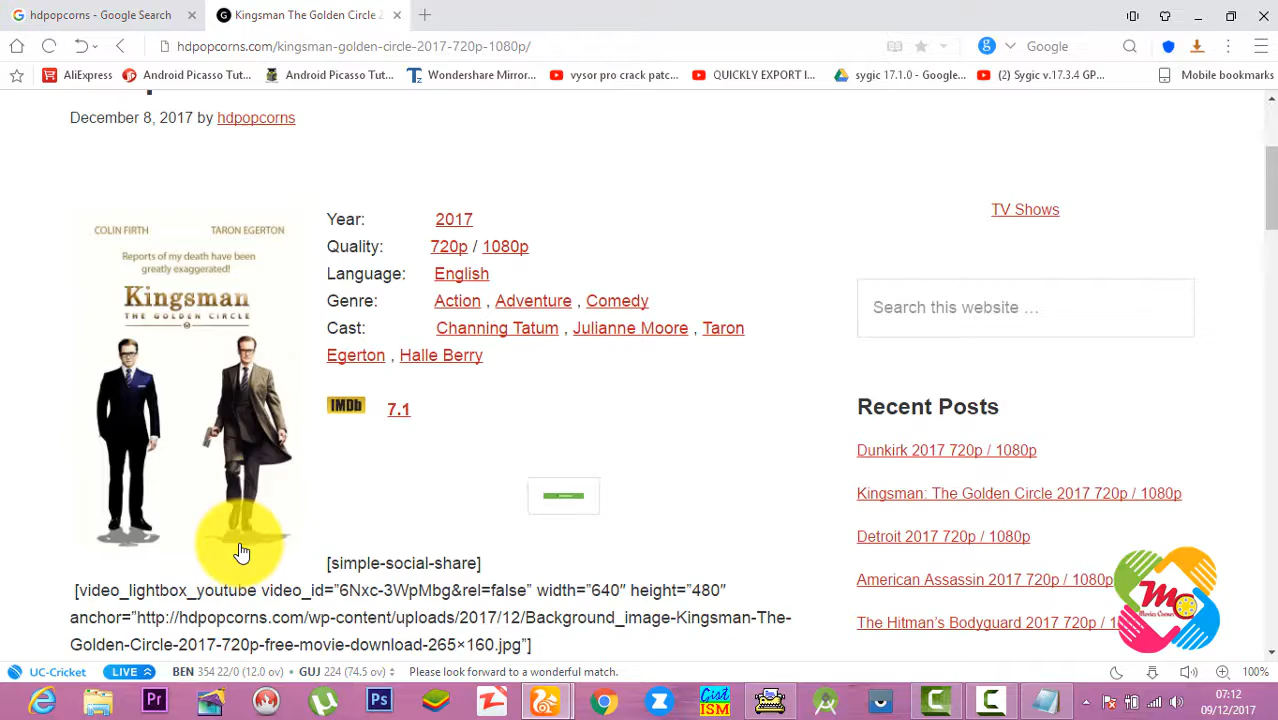 hdpopcorns - Google Search
Kingsman The Golden Circle 2
hdpopcorns.com/kingsman-golden-circle-2017-720p-1080p/
Google
AliExpress
Android Picasso Tut...
Android Picasso Tut...
Wondershare Mirror...
vysor pro crack patc...
QUICKLY EXPORT I...
sygic 17.1.0 - Google...
(2) (Sygic v.17.3.4 GP...
Mobile bookmarks
December 8, 2017 by hdpopcorns
COLIN FIRTH TARON EGERTON
Reports of my death have been
greatly exaggerated!
Kingsman
THE GOLDEN CIRCLE
Year: 2017
Quality: 720p / 1080p
Language: English
Genre: Action , Adventure , Comedy
Cast: Channing Tatum , Julianne Moore , Taron
Egerton , Halle Berry
IMDb 7.1
[simple-social-share]
[video_lightbox_youtube video_id="6Nxc-3WpMbg&rel=false" width="640" height="480"
anchor="http://hdpopcorns.com/wp-content/uploads/2017/12/Background_image-Kingsman-The-
Golden-Circle-2017-720p-free-movie-download-265×160.jpg"]
TV Shows
Search this website …
Recent Posts
Dunkirk 2017 720p / 1080p
Kingsman: The Golden Circle 2017 720p / 1080p
Detroit 2017 720p / 1080p
American Assassin 2017 720p / 1080p
The Hitman's Bodyguard 2017 720p / 1
Movies Corner
UC-Cricket
LIVE
BEN 354 22/0 (12.0 ov)
GUJ 224 (74.5 ov)
Please look forward to a wonderful match.
100%
Pr
Ps
Gist
ISM
07:12
09/12/2017